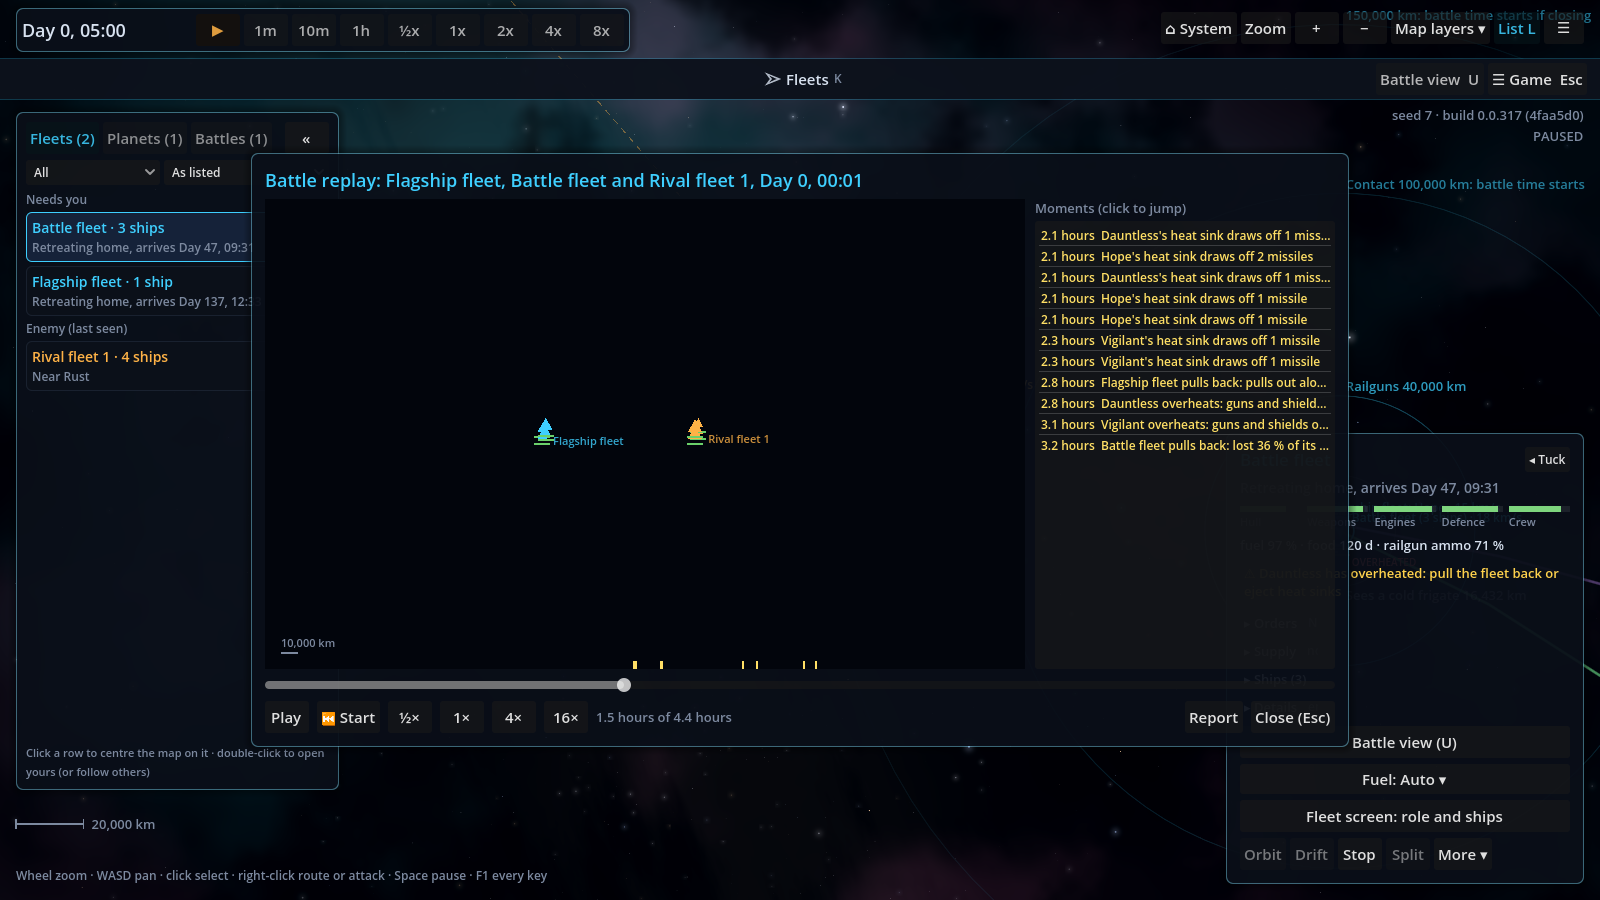 Day 0, 05:00
1m 10m 1h ½x 1x 2x 4x 8x
150,000 km: battle time starts if closing
⌂ System Zoom + − Map layers ▾ List L ☰
Fleets K
Battle view U ☰ Game Esc
seed 7 · build 0.0.317 (4faa5d0)
PAUSED
Fleets (2) Planets (1) Battles (1) «
All As listed
Needs you
Battle fleet · 3 ships
Retreating home, arrives Day 47, 09:31
Flagship fleet · 1 ship
Retreating home, arrives Day 137, 12:3
Enemy (last seen)
Rival fleet 1 · 4 ships
Near Rust
Click a row to centre the map on it · double-click to open
yours (or follow others)
Battle replay: Flagship fleet, Battle fleet and Rival fleet 1, Day 0, 00:01
Flagship fleet
Rival fleet 1
10,000 km
Moments (click to jump)
2.1 hours Dauntless's heat sink draws off 1 miss...
2.1 hours Hope's heat sink draws off 2 missiles
2.1 hours Dauntless's heat sink draws off 1 miss...
2.1 hours Hope's heat sink draws off 1 missile
2.1 hours Hope's heat sink draws off 1 missile
2.3 hours Vigilant's heat sink draws off 1 missile
2.3 hours Vigilant's heat sink draws off 1 missile
2.8 hours Flagship fleet pulls back: pulls out alo...
2.8 hours Dauntless overheats: guns and shield...
3.1 hours Vigilant overheats: guns and shields o...
3.2 hours Battle fleet pulls back: lost 36 % of its ...
Play ⏪ Start ½× 1× 4× 16× 1.5 hours of 4.4 hours
Report Close (Esc)
Contact 100,000 km: battle time starts
Railguns 40,000 km
◂ Tuck
me, arrives Day 47, 09:31
Engines Defence Crew
120 d · railgun ammo 71 %
overheated: pull the fleet back or
▸ Orders
▸ Supply
▸ Ships (3)
Battle view (U)
Fuel: Auto ▾
Fleet screen: role and ships
Orbit Drift Stop Split More ▾
20,000 km
Wheel zoom · WASD pan · click select · right-click route or attack · Space pause · F1 every key